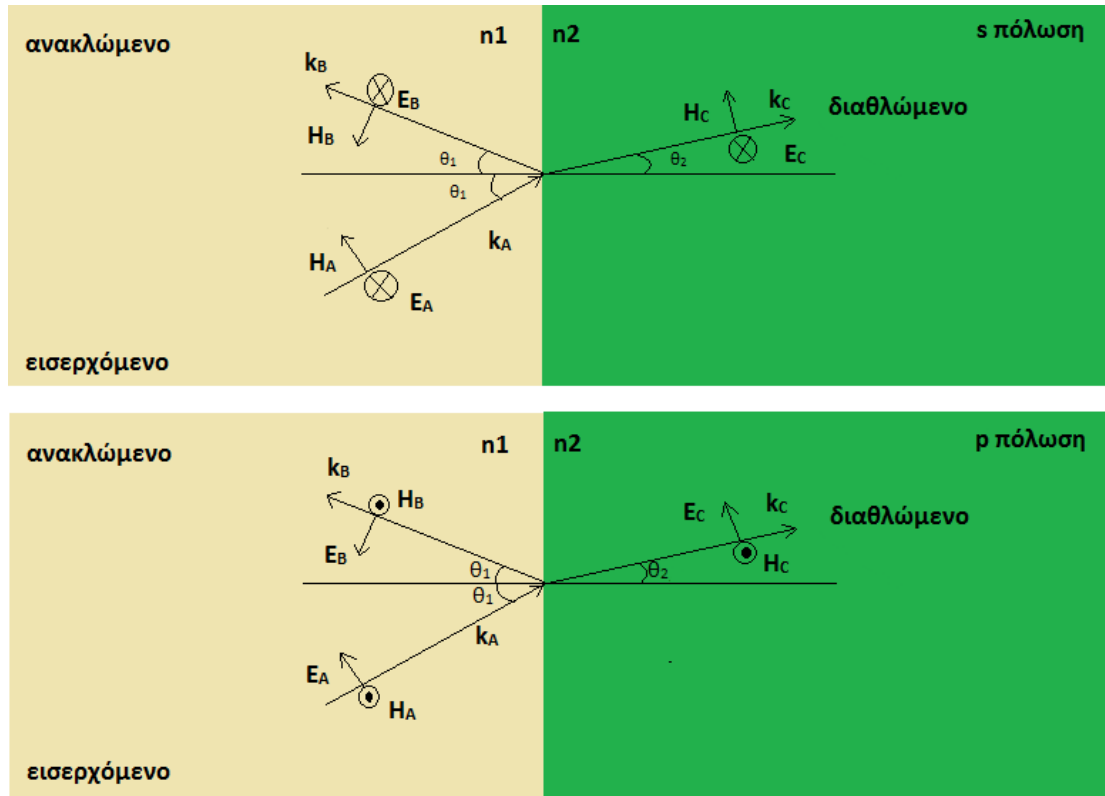 ανακλώμενο
n1
n2
s πόλωση
kB
EB
HB
HC
kC
διαθλώμενο
EC
θ1
θ2
θ1
kA
HA
EA
εισερχόμενο
ανακλώμενο
n1
n2
p πόλωση
kB
HB
EC
kC
διαθλώμενο
EB
HC
θ1
θ2
θ1
kA
EA
HA
εισερχόμενο